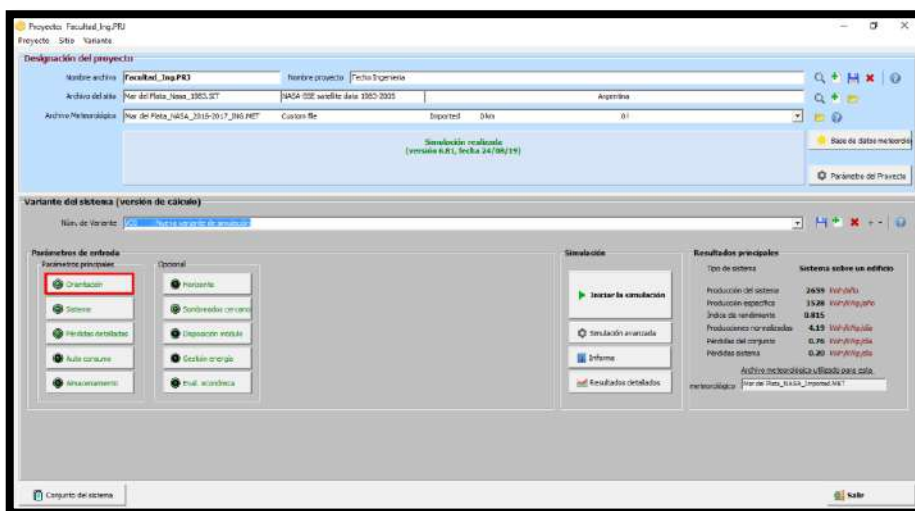 Proyecto: Facultad_Ing.PRJ
Proyecto Sitio Variante
Designación del proyecto
Nombre archivo Facultad_Ing.PRJ Nombre proyecto Techo Ingenieria
Archivo del sitio Mar del Plata_Nasa_1983.SIT NASA-SSE satellite data 1983-2005 Argentina
Archivo Meteorológico Mar del Plata_NASA_2016-2017_ING.MET Custom file Imported 0 km
Simulación realizada
(versión 6.81, fecha 24/08/19)
Base de datos meteorolo
Parámetro del Proyecto
Variante del sistema (versión de cálculo)
Núm. de Variante Nueva variante de simulación
Parámetros de entrada
Parámetros principales
Orientación
Sistema
Pérdidas detalladas
Auto consumo
Almacenamiento
Opcional
Horizonte
Sombreados cercano
Disposición módulo
Gestión energía
Eval. económica
Simulación
Iniciar la simulación
Simulación avanzada
Informe
Resultados detallados
Resultados principales
Tipo de sistema Sistema sobre un edificio
Producción del sistema 2659 kWh/año
Producción específica 1528 kWh/kWp/año
Índice de rendimiento 0.815
Producciones normalizadas 4.19 kWh/kWp/día
Pérdidas del conjunto 0.76 kWh/kWp/día
Pérdidas sistema 0.20 kWh/kWp/día
Archivo meteorológico utilizado para esta
meteorológico Mar del Plata_NASA_Imported.MET
Conjunto del sistema
Salir